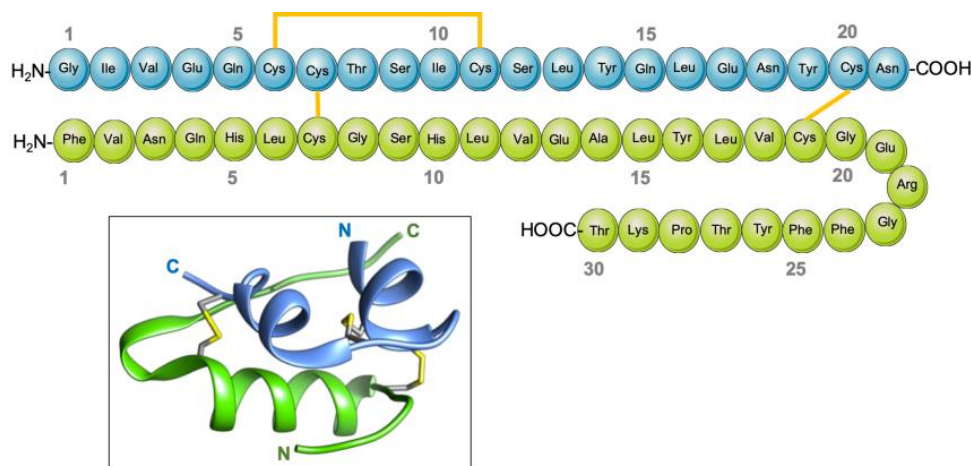 1 5 10 15 20
H₂N- Gly Ile Val Glu Gln Cys Cys Thr Ser Ile Cys Ser Leu Tyr Gln Leu Glu Asn Tyr Cys Asn -COOH
H₂N- Phe Val Asn Gln His Leu Cys Gly Ser His Leu Val Glu Ala Leu Tyr Leu Val Cys Gly Glu
1 5 10 15 20
Arg
HOOC- Thr Lys Pro Thr Tyr Phe Phe Gly
30 25
N C
C
N